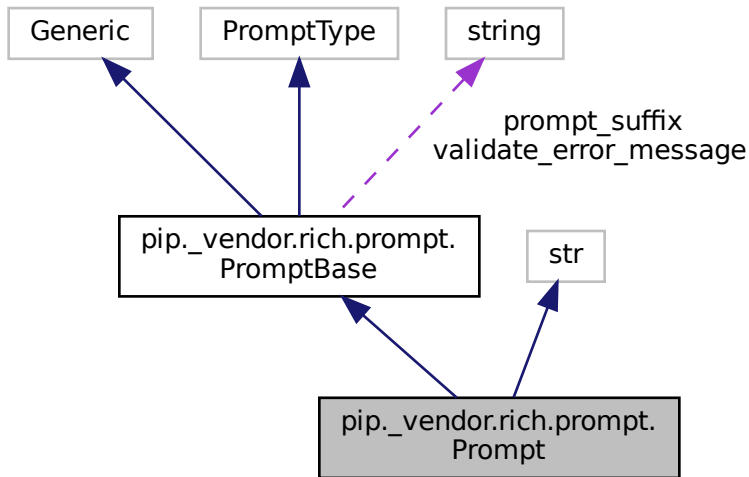 Generic
PromptType
string
prompt_suffix
validate_error_message
pip._vendor.rich.prompt.
PromptBase
str
pip._vendor.rich.prompt.
Prompt